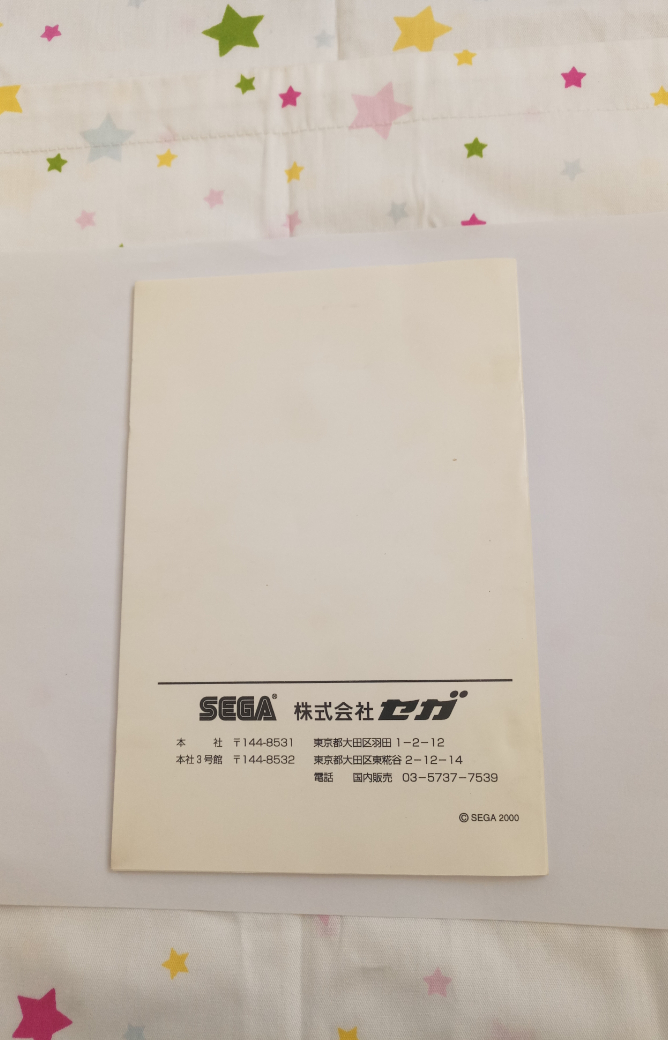 SEGA® 株式会社 セガ
本 社 〒144-8531 東京都大田区羽田 1-2-12
本社3号館 〒144-8532 東京都大田区東糀谷 2-12-14
電話 国内販売 03-5737-7539
© SEGA 2000